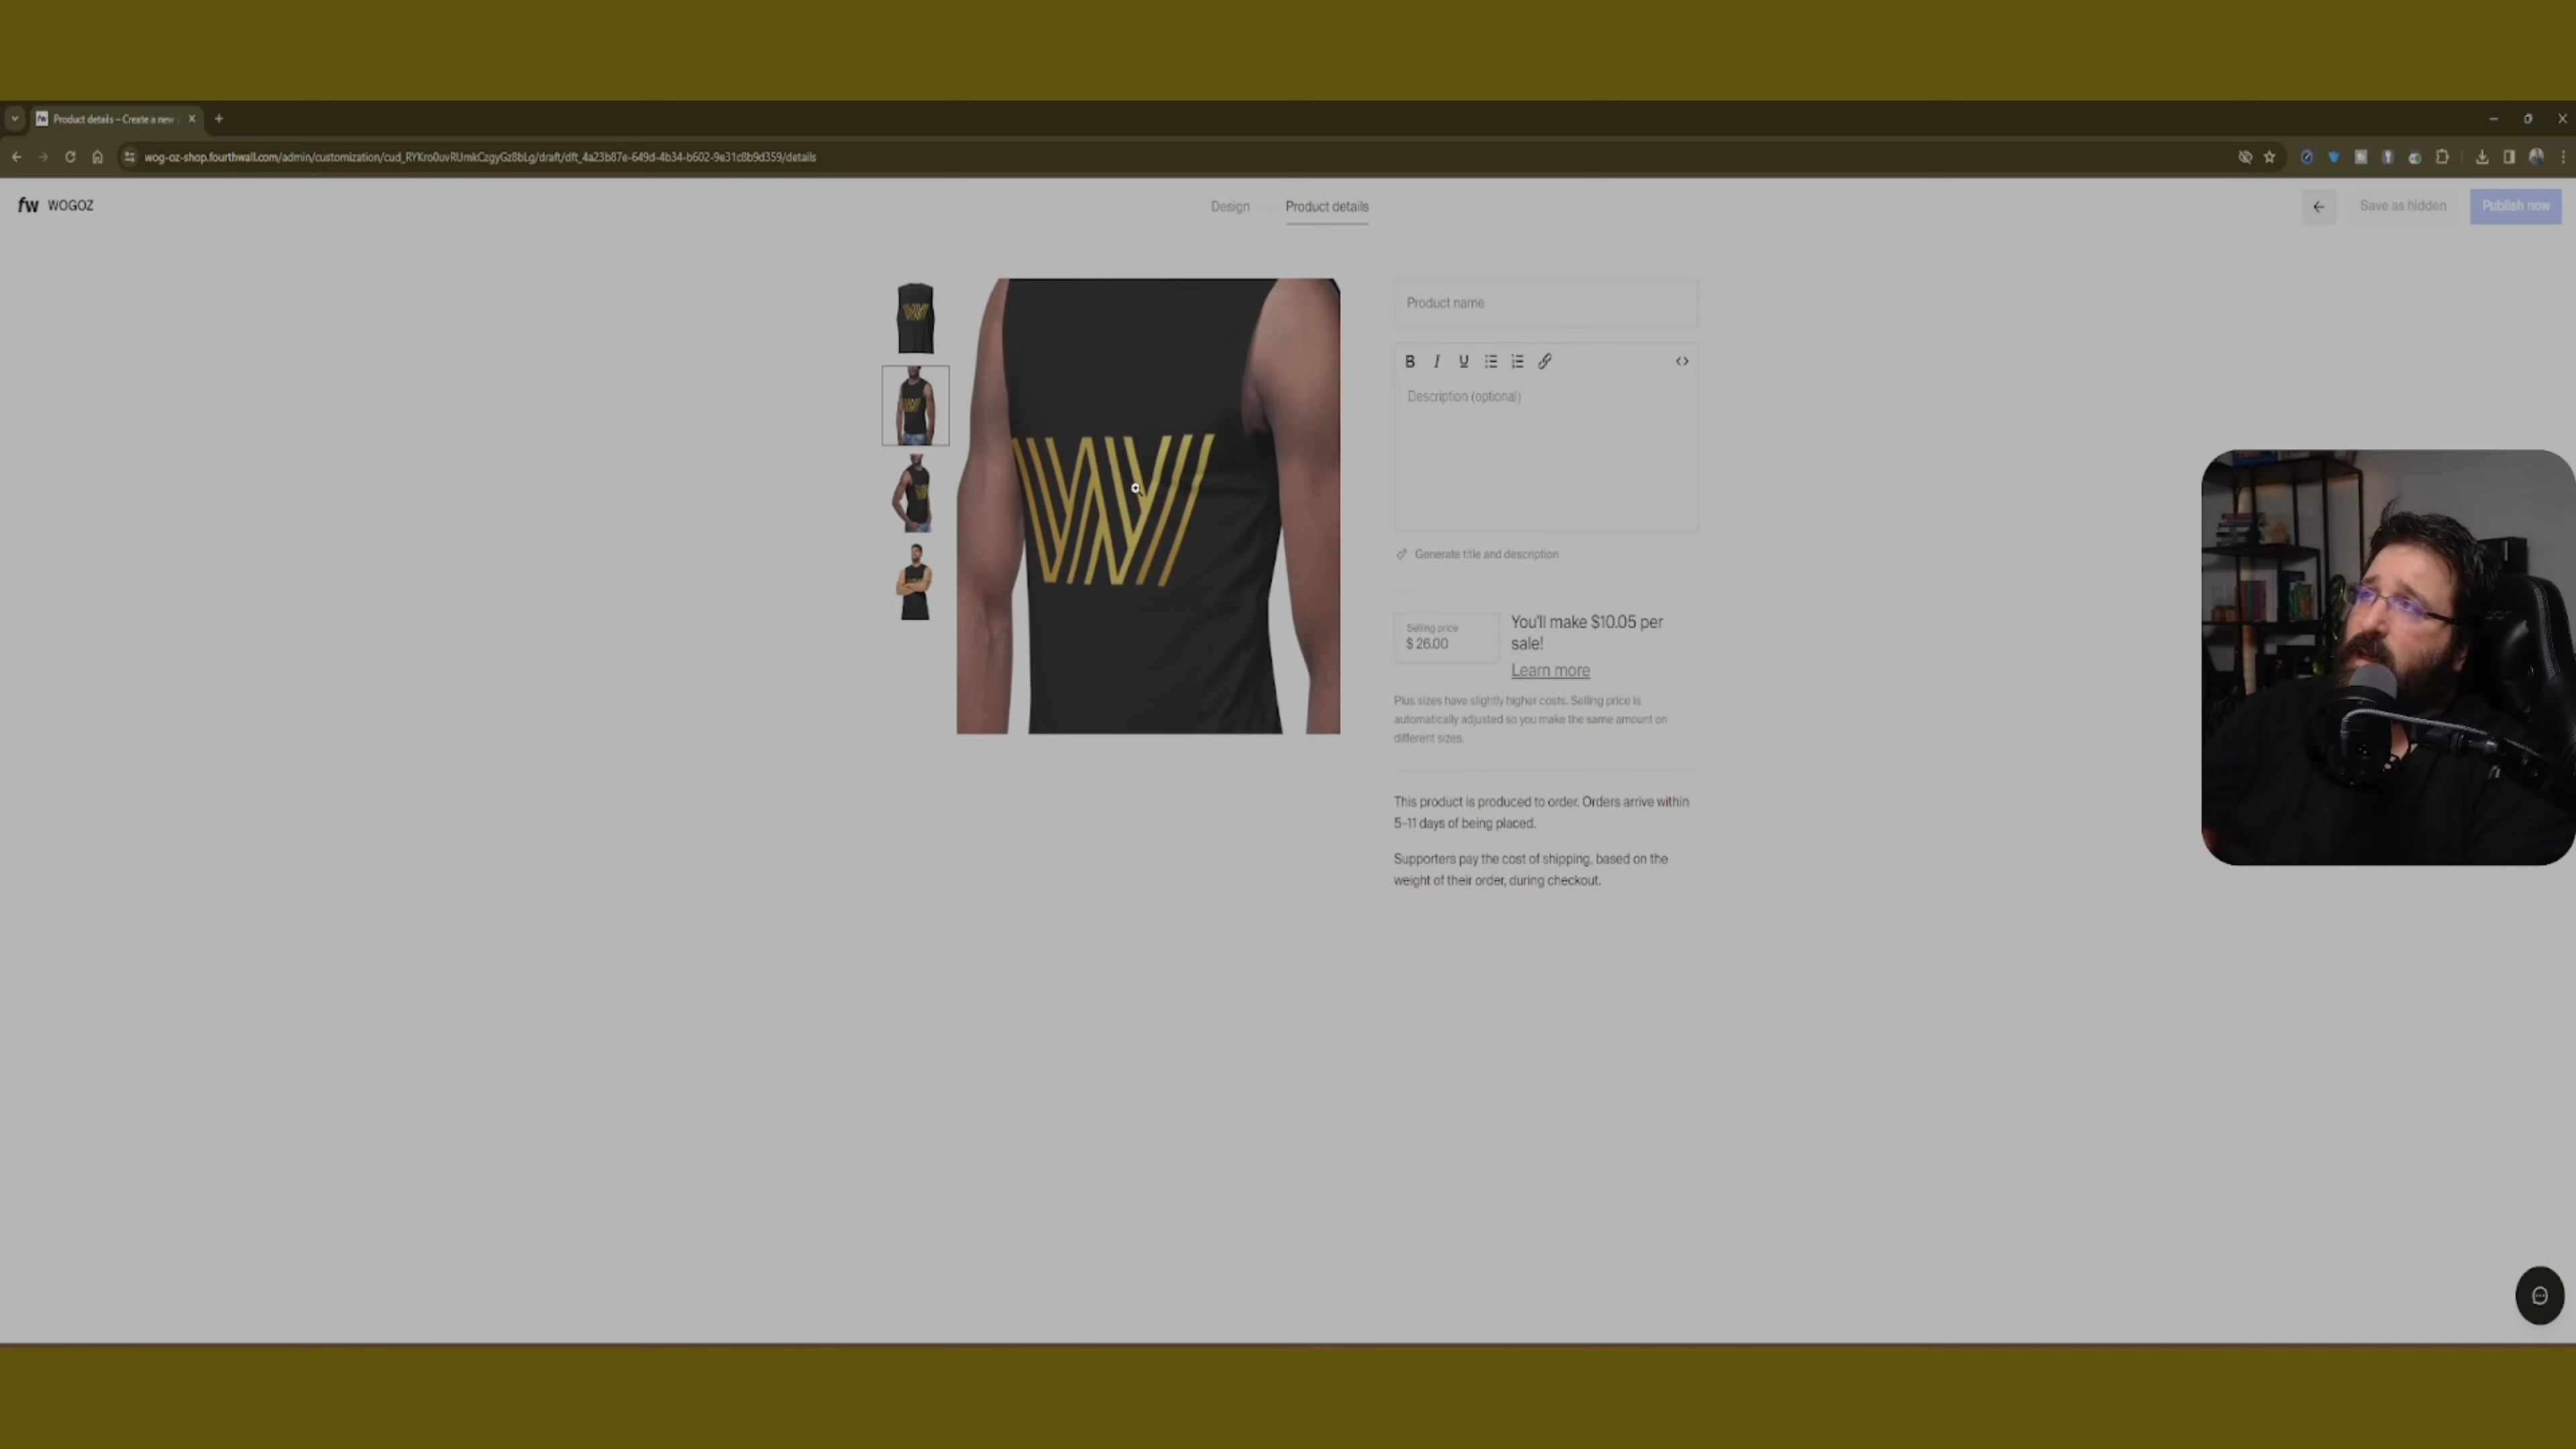 Product details – Create a new
wog-oz-shop.fourthwall.com/admin/customization/cud_RYKro0uvRUmkCzgyGz8bLg/draft/dft_4a23b87e-649d-4b34-b602-9e31c8b9d359/details
fw WOGOZ
Design
Product details
Save as hidden
Publish now
Product name
B I U
Description (optional)
Generate title and description
Selling price
$ 26.00
You'll make $10.05 per
sale!
Learn more
Plus sizes have slightly higher costs. Selling price is
automatically adjusted so you make the same amount on
different sizes.
This product is produced to order. Orders arrive within
5-11 days of being placed.
Supporters pay the cost of shipping, based on the
weight of their order, during checkout.